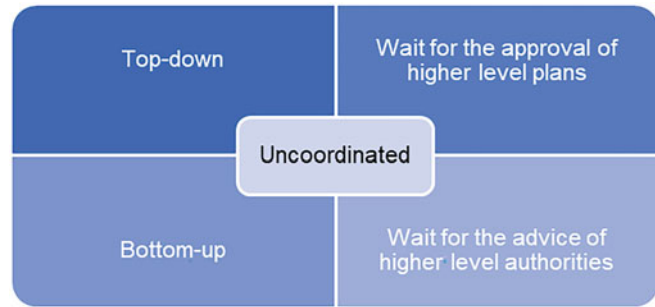 Top-down
Wait for the approval of
higher level plans
Uncoordinated
Bottom-up
Wait for the advice of
higher level authorities